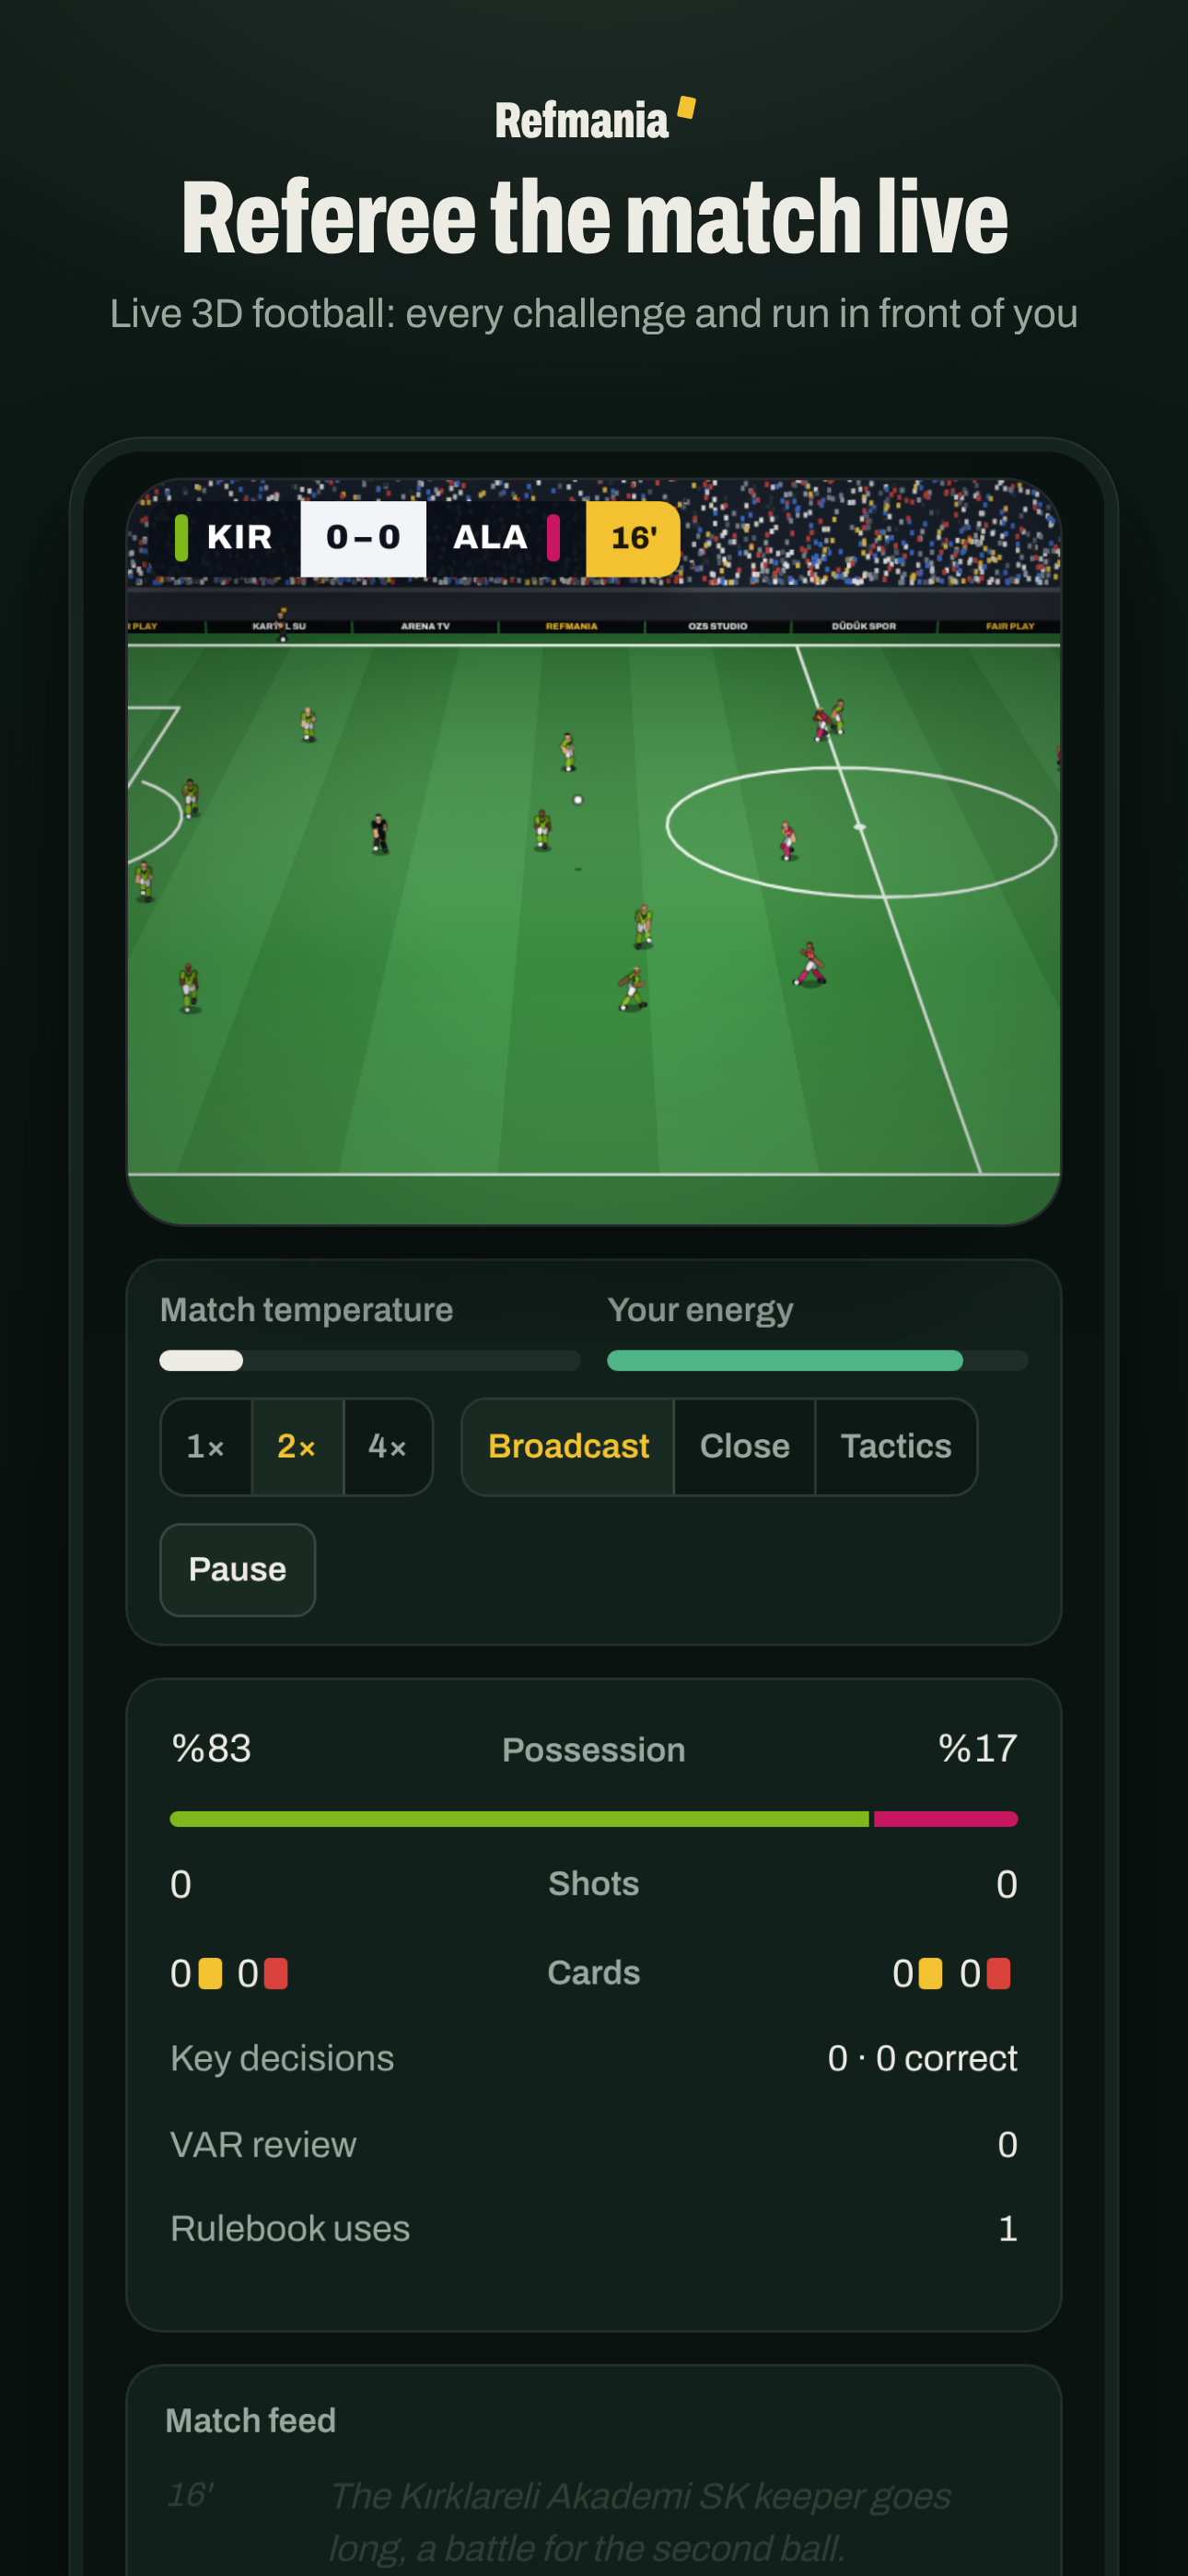 Refmania
Referee the match live
Live 3D football: every challenge and run in front of you
KIR 0–0 ALA 16'
R PLAY KARTEL SU ARENA TV REFMANIA OZS STUDIO DÜDÜK SPOR FAIR PLAY
Match temperature Your energy
1× 2× 4× Broadcast Close Tactics
Pause
%83 Possession %17
0 Shots 0
0 0 Cards 0 0
Key decisions 0 · 0 correct
VAR review 0
Rulebook uses 1
Match feed
16' The Kırklareli Akademi SK keeper goes
long, a battle for the second ball.